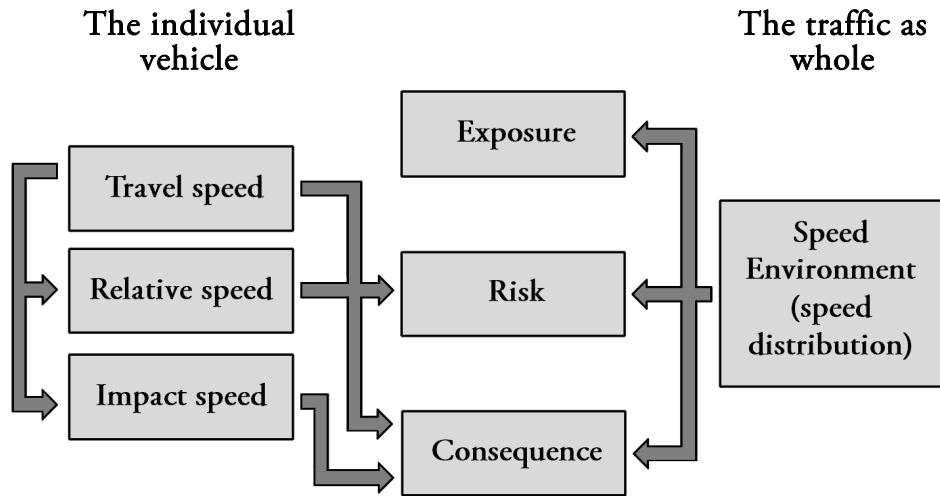 The individual
vehicle
The traffic as
whole
Exposure
Travel speed
Relative speed
Impact speed
Risk
Consequence
Speed
Environment
(speed
distribution)